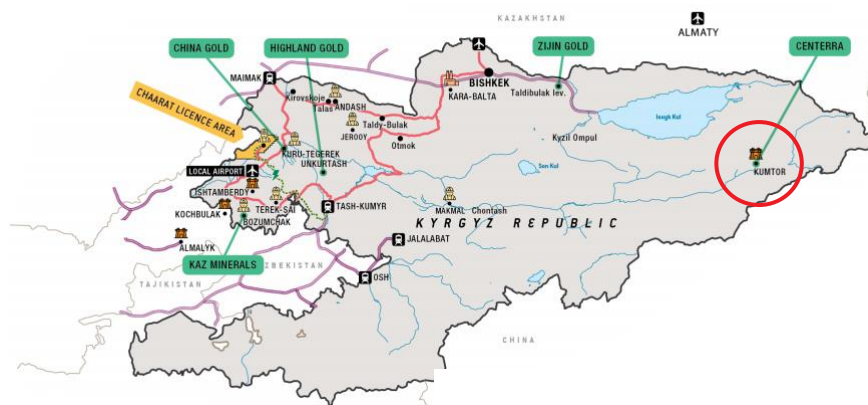 KAZAKHSTAN
ALMATY
CHINA GOLD
HIGHLAND GOLD
ZIJIN GOLD
CENTERRA
MAIMAK
BISHKEK
KARA-BALTA
Taldibulak lev.
CHAARAT LICENCE AREA
Kirovskoje
Talas
ANDASH
JEROOY
Taldy-Bulak
Otmok
Issyk Kul
Kyzil Ompul
KURU-TEGEREK
UNKURTASH
LOCAL AIRPORT
Son Kul
KUMTOR
ISHTAMBERDY
KOCHBULAK
TEREK-SAI
BOZUMCHAK
TASH-KUMYR
MAKMAL
Chontash
KYRGYZ REPUBLIC
ALMALYK
JALALABAT
KAZ MINERALS
UZBEKISTAN
TAJIKISTAN
OSH
CHINA